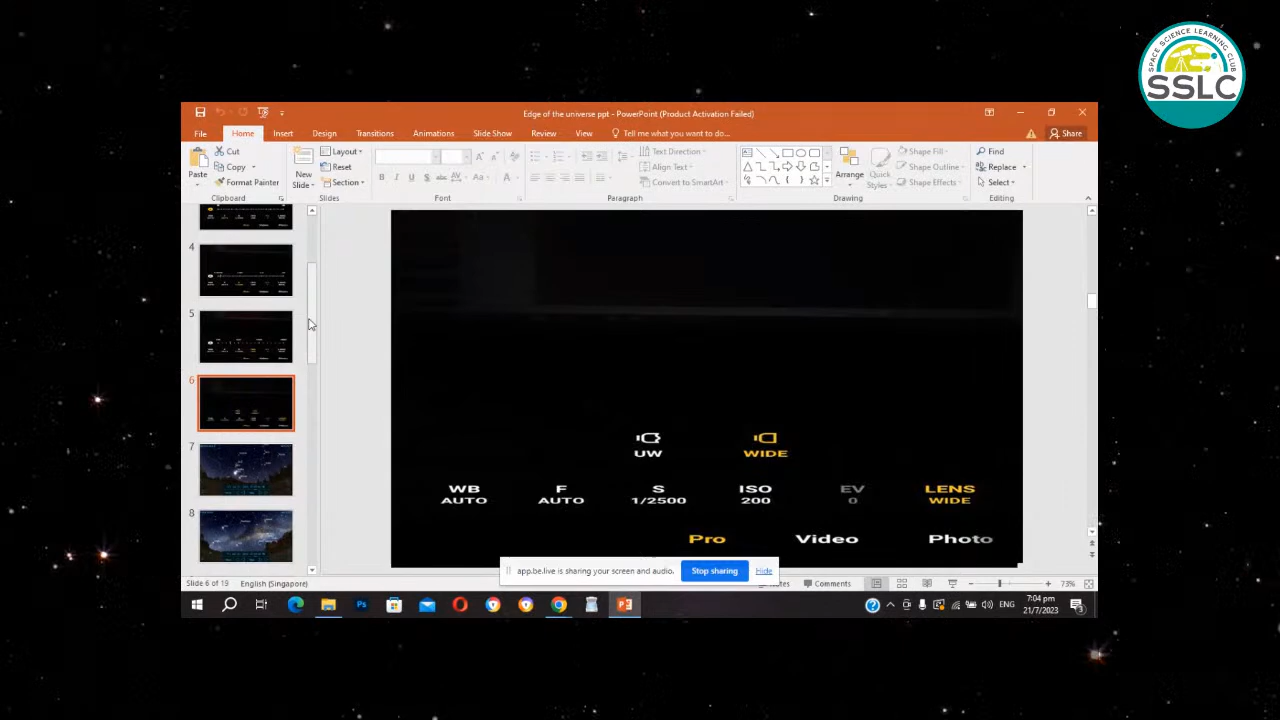 SPACE SCIENCE LEARNING CLUB
SSLC
Edge of the universe ppt - PowerPoint (Product Activation Failed)
File Home Insert Design Transitions Animations Slide Show Review View Tell me what you want to do... Share
Paste
Cut
Copy
Format Painter
Clipboard
New Slide
Layout
Reset
Section
Slides
B I U S abc AV Aa A
Font
Text Direction
Align Text
Convert to SmartArt
Paragraph
Arrange
Quick Styles
Shape Fill
Shape Outline
Shape Effects
Drawing
Find
Replace
Select
Editing
4
5
6
7
8
UW WIDE
WB F S ISO EV LENS
AUTO AUTO 1/2500 200 0 WIDE
Pro Video Photo
app.be.live is sharing your screen and audio. Stop sharing Hide
Slide 6 of 19 English (Singapore) Comments 73%
Ps ENG 7:04 pm
21/7/2023
3